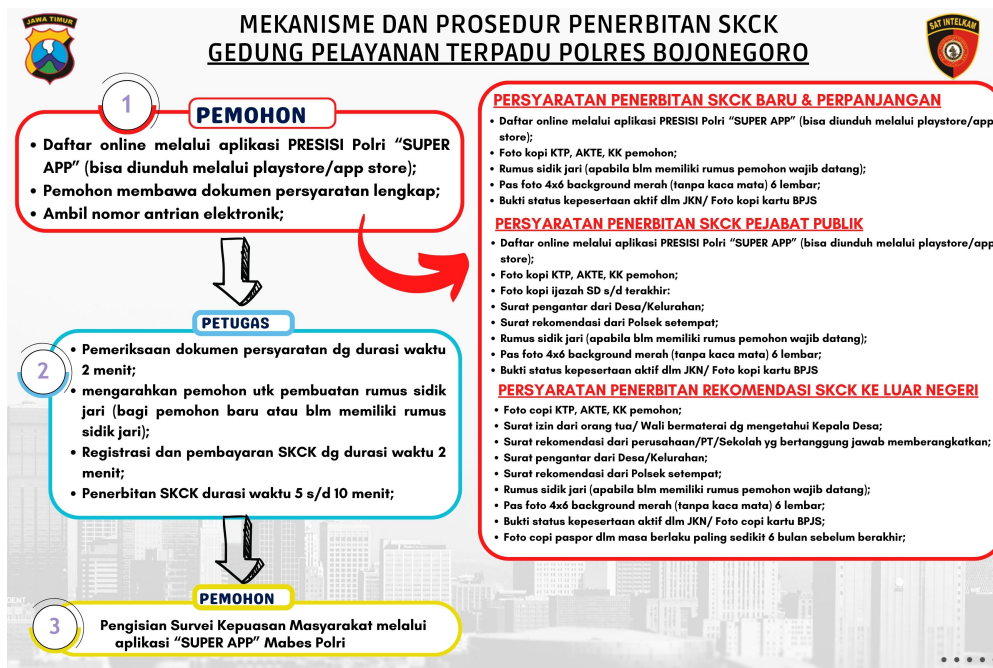 JAWA TIMUR
MEKANISME DAN PROSEDUR PENERBITAN SKCK
GEDUNG PELAYANAN TERPADU POLRES BOJONEGORO
SAT INTELKAM
1
PEMOHON
• Daftar online melalui aplikasi PRESISI Polri “SUPER
APP” (bisa diunduh melalui playstore/app store);
• Pemohon membawa dokumen persyaratan lengkap;
• Ambil nomor antrian elektronik;
PETUGAS
2
• Pemeriksaan dokumen persyaratan dg durasi waktu
2 menit;
• mengarahkan pemohon utk pembuatan rumus sidik
jari (bagi pemohon baru atau blm memiliki rumus
sidik jari);
• Registrasi dan pembayaran SKCK dg durasi waktu 2
menit;
• Penerbitan SKCK durasi waktu 5 s/d 10 menit;
PEMOHON
3
Pengisian Survei Kepuasan Masyarakat melalui
aplikasi “SUPER APP” Mabes Polri
PERSYARATAN PENERBITAN SKCK BARU & PERPANJANGAN
• Daftar online melalui aplikasi PRESISI Polri “SUPER APP” (bisa diunduh melalui playstore/app
store);
• Foto kopi KTP, AKTE, KK pemohon;
• Rumus sidik jari (apabila blm memiliki rumus pemohon wajib datang);
• Pas foto 4x6 background merah (tanpa kaca mata) 6 lembar;
• Bukti status kepesertaan aktif dlm JKN/ Foto kopi kartu BPJS
PERSYARATAN PENERBITAN SKCK PEJABAT PUBLIK
• Daftar online melalui aplikasi PRESISI Polri “SUPER APP” (bisa diunduh melalui playstore/app
store);
• Foto kopi KTP, AKTE, KK pemohon;
• Foto kopi ijazah SD s/d terakhir:
• Surat pengantar dari Desa/Kelurahan;
• Surat rekomendasi dari Polsek setempat;
• Rumus sidik jari (apabila blm memiliki rumus pemohon wajib datang);
• Pas foto 4x6 background merah (tanpa kaca mata) 6 lembar;
• Bukti status kepesertaan aktif dlm JKN/ Foto kopi kartu BPJS
PERSYARATAN PENERBITAN REKOMENDASI SKCK KE LUAR NEGERI
• Foto copi KTP, AKTE, KK pemohon;
• Surat izin dari orang tua/ Wali bermaterai dg mengetahui Kepala Desa;
• Surat rekomendasi dari perusahaan/PT/Sekolah yg bertanggung jawab memberangkatkan;
• Surat pengantar dari Desa/Kelurahan;
• Surat rekomendasi dari Polsek setempat;
• Rumus sidik jari (apabila blm memiliki rumus pemohon wajib datang);
• Pas foto 4x6 background merah (tanpa kaca mata) 6 lembar;
• Bukti status kepesertaan aktif dlm JKN/ Foto copi kartu BPJS;
• Foto copi paspor dlm masa berlaku paling sedikit 6 bulan sebelum berakhir;